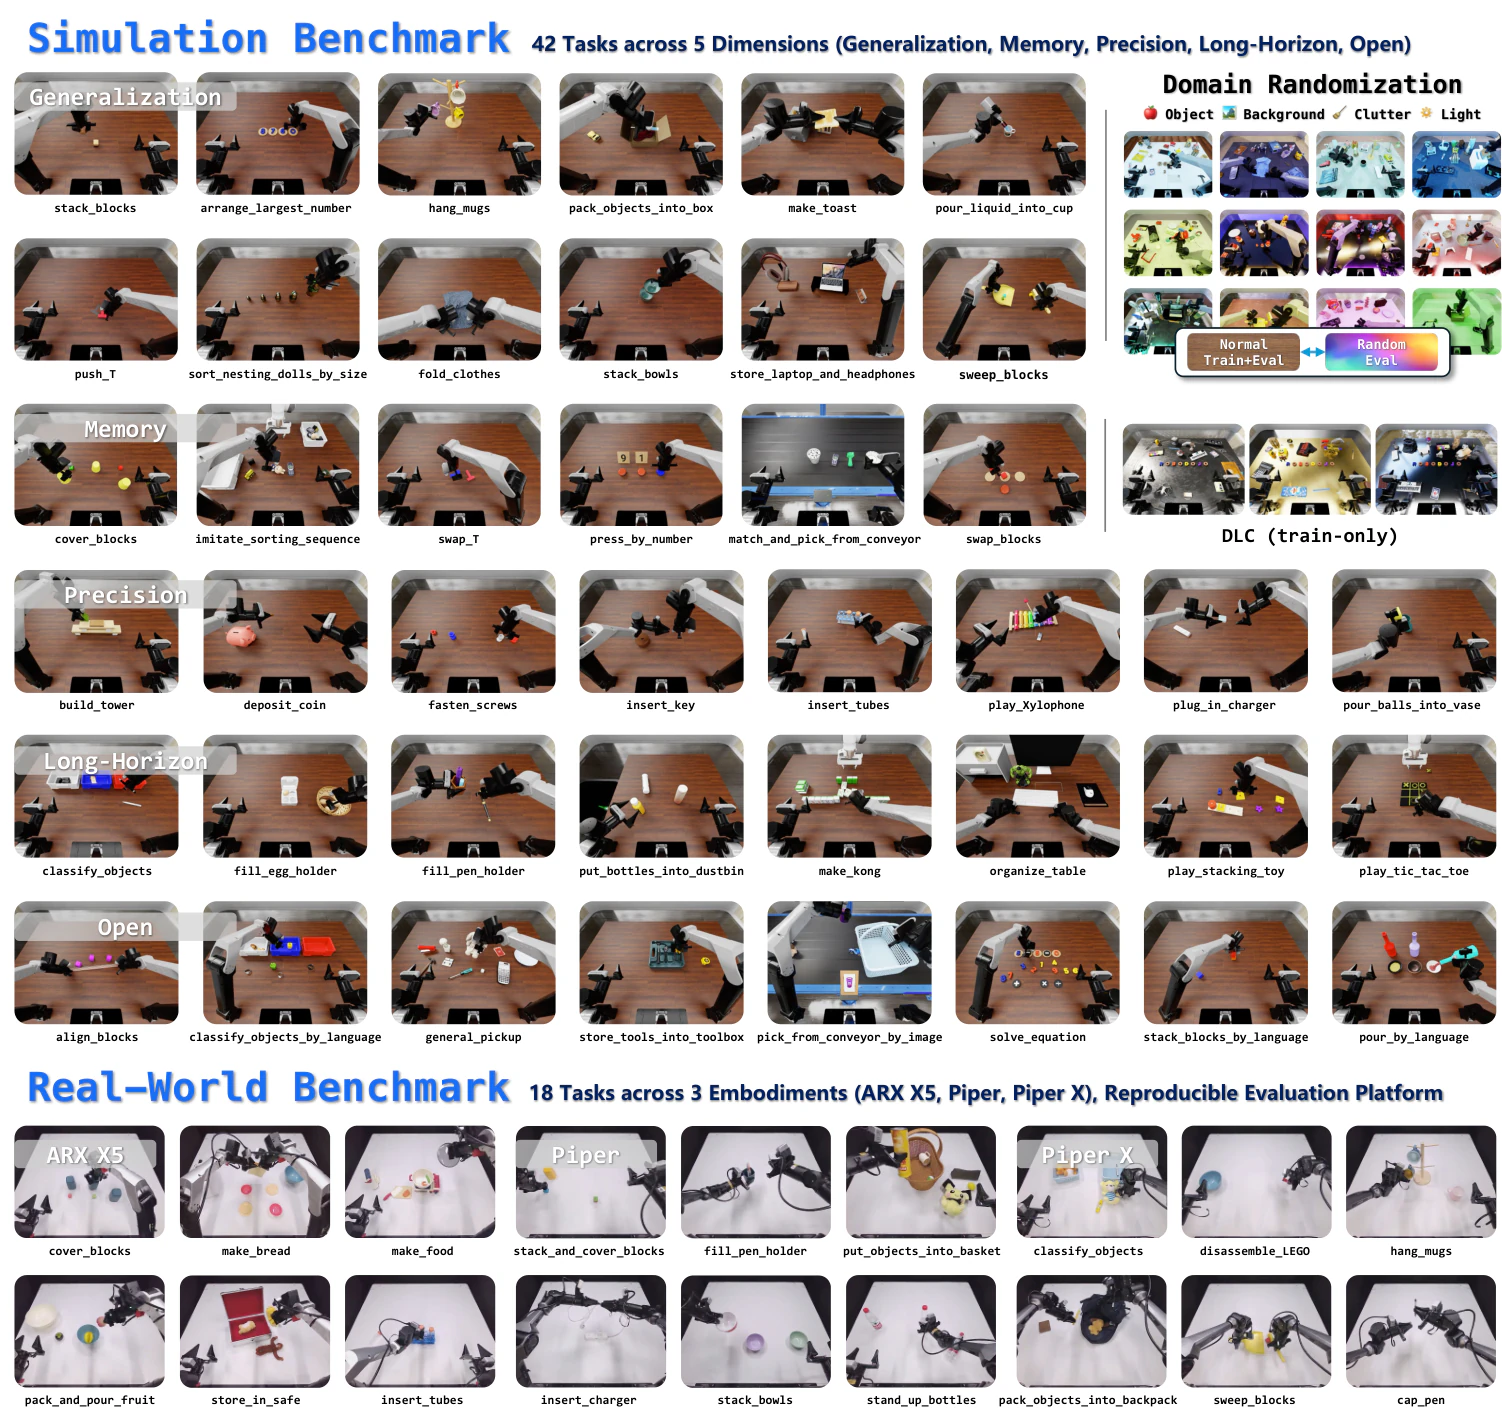 Simulation Benchmark 42 Tasks across 5 Dimensions (Generalization, Memory, Precision, Long-Horizon, Open)
Generalization
stack_blocks
arrange_largest_number
hang_mugs
pack_objects_into_box
make_toast
pour_liquid_into_cup
push_T
sort_nesting_dolls_by_size
fold_clothes
stack_bowls
store_laptop_and_headphones
sweep_blocks
Domain Randomization
Object Background Clutter Light
Normal
Train+Eval
Random
Eval
Memory
9 1
cover_blocks
imitate_sorting_sequence
swap_T
press_by_number
match_and_pick_from_conveyor
swap_blocks
DLC (train-only)
Precision
build_tower
deposit_coin
fasten_screws
insert_key
insert_tubes
play_Xylophone
plug_in_charger
pour_balls_into_vase
Long-Horizon
classify_objects
fill_egg_holder
fill_pen_holder
put_bottles_into_dustbin
make_kong
organize_table
play_stacking_toy
play_tic_tac_toe
Open
align_blocks
classify_objects_by_language
general_pickup
store_tools_into_toolbox
pick_from_conveyor_by_image
solve_equation
stack_blocks_by_language
pour_by_language
Real-World Benchmark 18 Tasks across 3 Embodiments (ARX X5, Piper, Piper X), Reproducible Evaluation Platform
ARX X5
Piper
Piper X
cover_blocks
make_bread
make_food
stack_and_cover_blocks
fill_pen_holder
put_objects_into_basket
classify_objects
disassemble_LEGO
hang_mugs
pack_and_pour_fruit
store_in_safe
insert_tubes
insert_charger
stack_bowls
stand_up_bottles
pack_objects_into_backpack
sweep_blocks
cap_pen